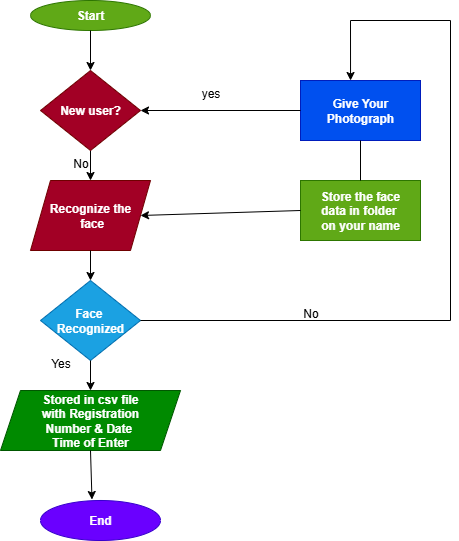 Start
yes
New user?
Give Your
Photograph
No
Recognize the
face
Store the face
data in folder
on your name
Face
Recognized
No
Yes
Stored in csv file
with Registration
Number & Date
Time of Enter
End